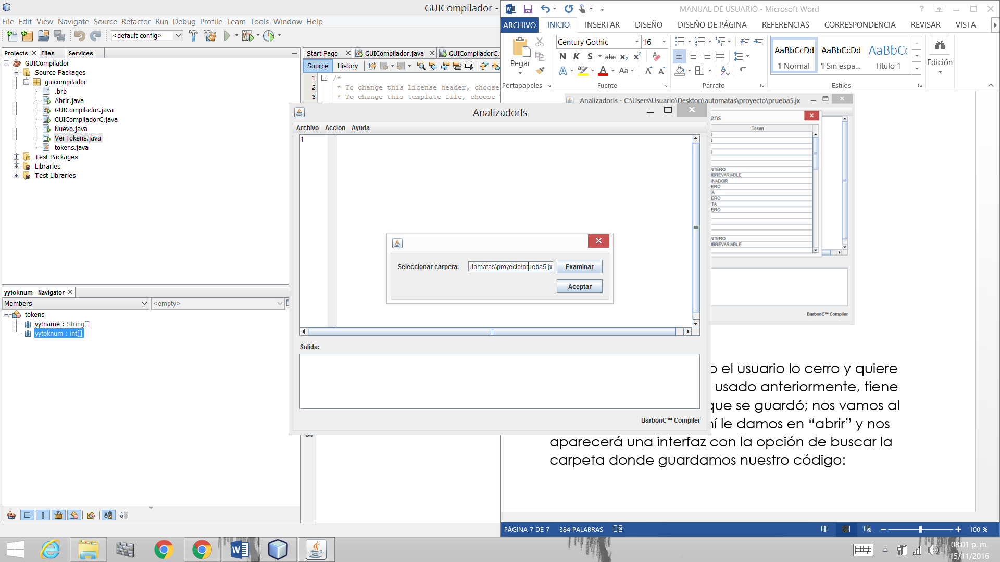 GUICompilador -
File Edit View Navigate Source Refactor Run Debug Profile Team Tools Window Help
<default config>
Projects Files Services
GUICompilador
Source Packages
guicompilador
.brb
Abrir.java
GUICompilador.java
GUICompiladorC.java
Nuevo.java
VerTokens.java
tokens.java
Test Packages
Libraries
Test Libraries
yytoknum - Navigator
Members <empty>
tokens
yytname : String[]
yytoknum : int[]
Start Page GUICompilador.java GUICompiladorC.
Source History
1 /*
2 * To change this license header, choose
3 * To change this template file, choose
MANUAL DE USUARIO - Microsoft Word
ARCHIVO INICIO INSERTAR DISEÑO DISEÑO DE PÁGINA REFERENCIAS CORRESPONDENCIA REVISAR VISTA
Pegar
Century Gothic 16
N K S abc x₂ x²
A ab A Aa A A
AaBbCcDd AaBbCcDd AaBbCc
¶ Normal ¶ Sin espa... Título 1
Edición
Portapapeles Fuente Párrafo Estilos
Analizadorls - C:\Users\Usuario\Desktop\automatas\proyecto\prueba5.jx
ens
Token
NTERO
MBREVARIABLE
GNADOR
ERO
A
ERO
TA
ERO
NTERO
MBREVARIABLE
BarbonC™ Compiler
Analizadorls
Archivo Accion Ayuda
1
Seleccionar carpeta: utomatas\proyecto\prueba5.jx Examinar
Aceptar
Salida:
BarbonC™ Compiler
o el usuario lo cerro y quiere
usado anteriormente, tiene
que se guardó; nos vamos al
le damos en “abrir” y nos
aparecerá una interfaz con la opción de buscar la
carpeta donde guardamos nuestro código:
PÁGINA 7 DE 7 384 PALABRAS 100 %
08:01 p. m.
15/11/2016